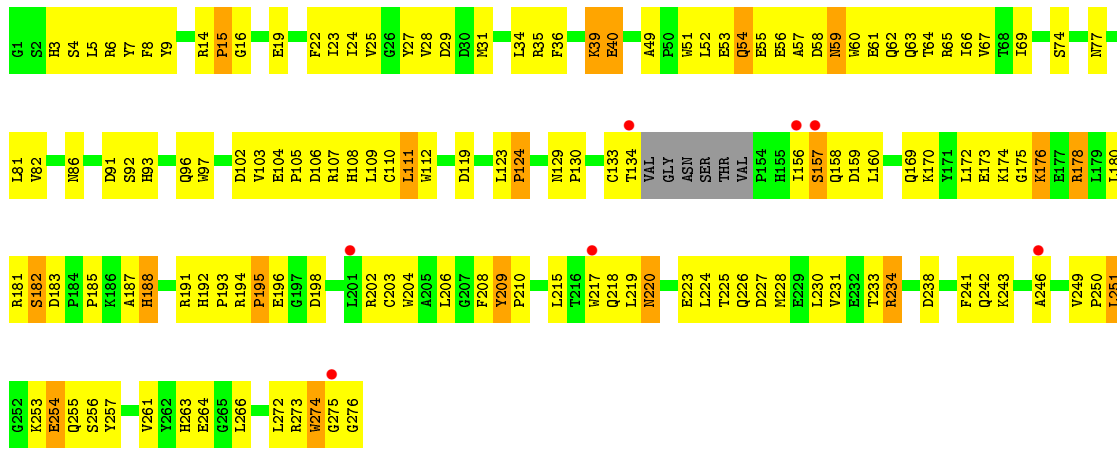 G1 S2 H3 S4 L5 R6 Y7 F8 Y9 R14 P15 G16 E19 F22 I23 I24 V25 G26 Y27 V28 D29 D30 M31 L34 R35 F36 K39 E40 A49 P50 W51 L52 E53 Q54 E55 E56 A57 D58 N59 W60 E61 Q62 Q63 T64 R65 I66 V67 T68 I69 S74 N77
L81 V82 N86 D91 S92 H93 Q96 W97 D102 V103 E104 P105 D106 R107 H108 L109 C110 L111 W112 D119 L123 P124 N129 P130 C133 T134 VAL GLY ASN SER THR VAL P154 H155 I156 S157 Q158 D159 L160 Q169 K170 Y171 L172 E173 K174 G175 K176 E177 R178 L179 L180
R181 S182 D183 P184 P185 K186 A187 H188 R191 H192 P193 R194 P195 E196 G197 D198 L201 R202 C203 W204 A205 L206 G207 F208 Y209 P210 L215 T216 W217 Q218 L219 N220 E223 L224 T225 Q226 D227 M228 E229 L230 V231 E232 T233 R234 D238 F241 Q242 K243 A246 V249 P250 L251
G252 K253 E254 Q255 S256 Y257 V261 Y262 H263 E264 G265 L266 L272 R273 W274 G275 G276